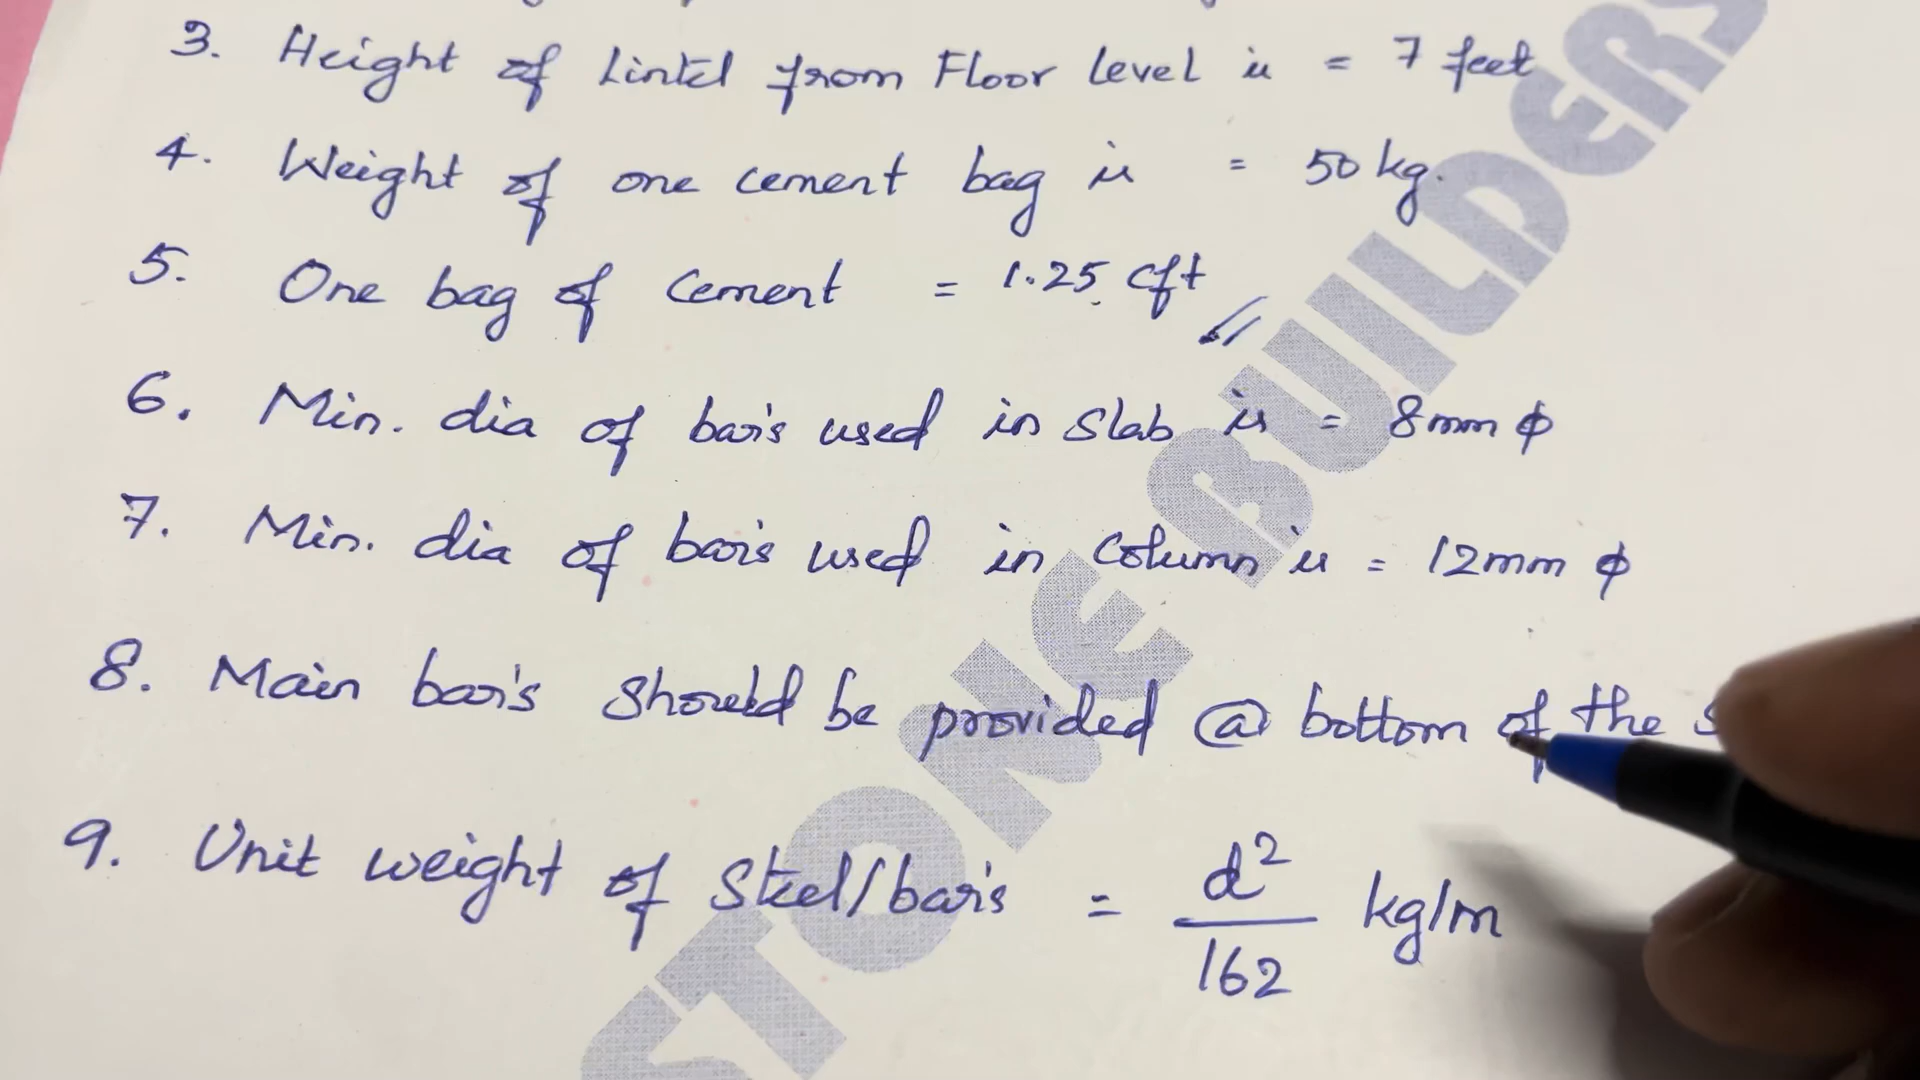 3. Height of Lintel from Floor level is = 7 feet
4. Weight of one cement bag is = 50 kg.
5. One bag of Cement = 1.25 cft
6. Min. dia of bars used in Slab is = 8mm ϕ
7. Min. dia of bars used in Column is = 12mm ϕ
8. Main bars should be provided @ bottom of the
9. Unit weight of Steel/bars = d²/162 kg/m
STONE BUILDERS